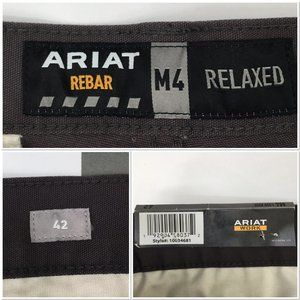 ARIAT
REBAR
M4
RELAXED
42
ARIAT
WORK
Style#: 10034681